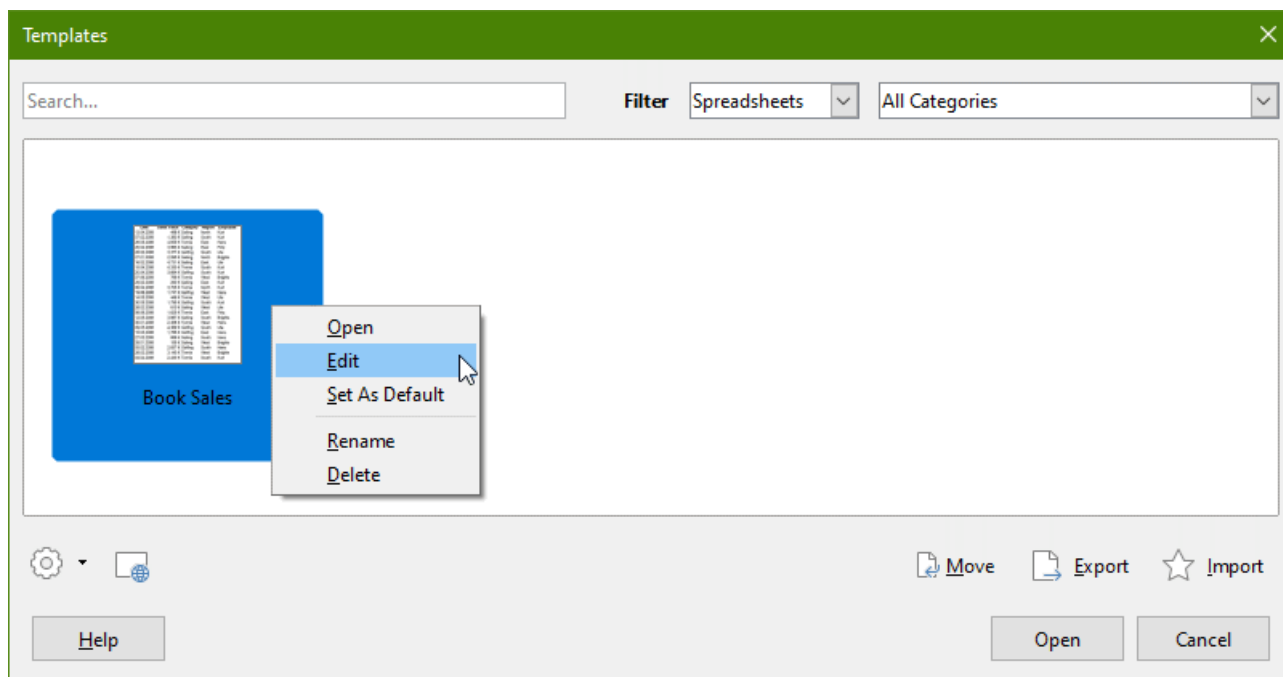 Templates
Search...
Filter
Spreadsheets
All Categories
Book Sales
Open
Edit
Set As Default
Rename
Delete
Move
Export
Import
Help
Open
Cancel